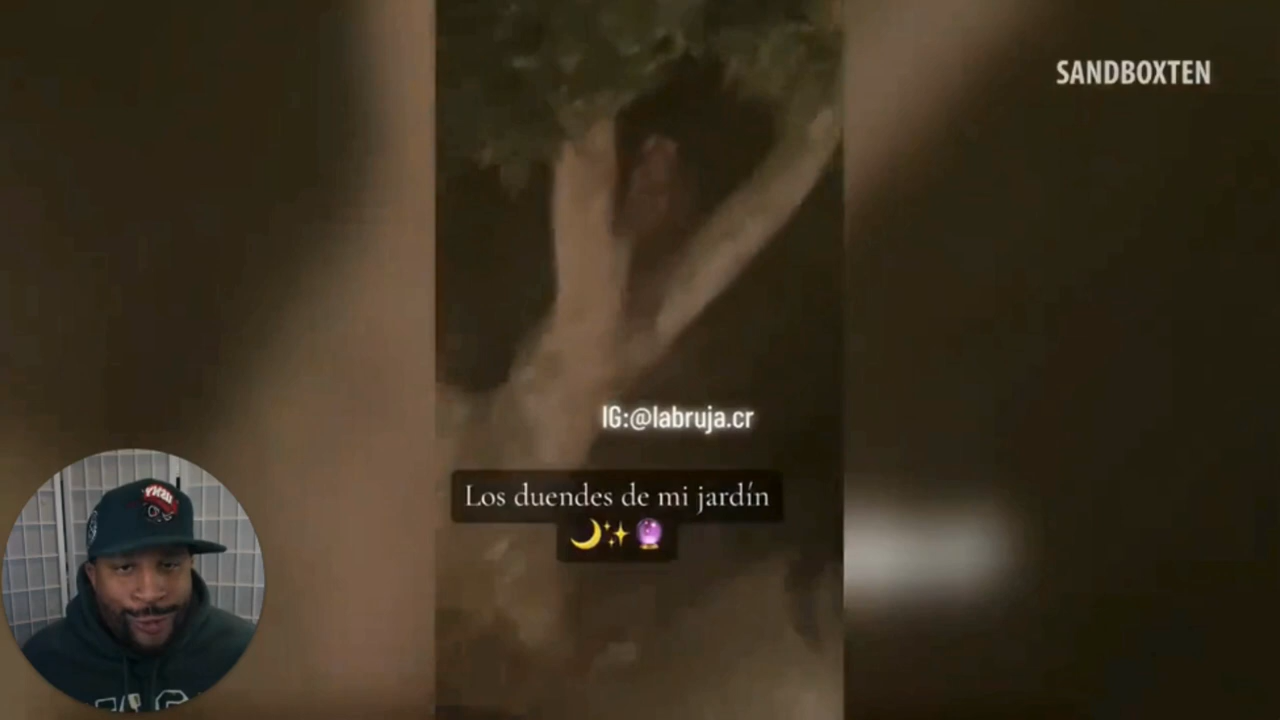 SANDBOXTEN
IG:@labruja.cr
Los duendes de mi jardín
🌙✨🔮